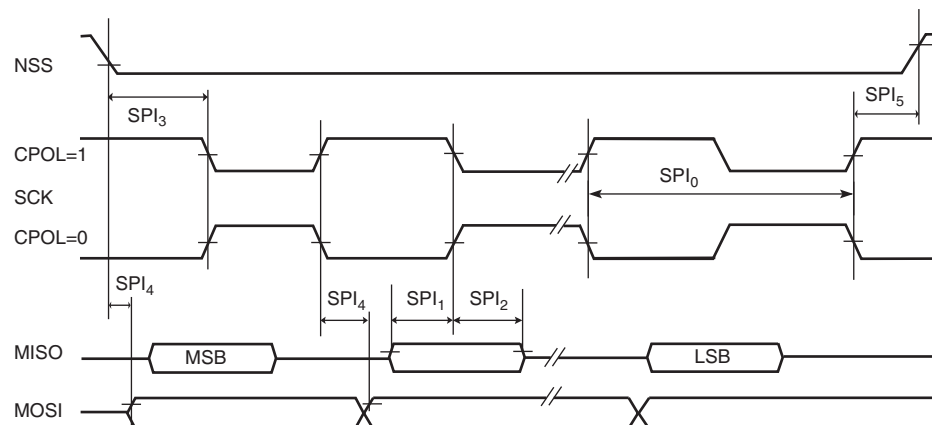 NSS
SPI3
SPI5
CPOL=1
SCK
SPI0
CPOL=0
SPI4
SPI4
SPI1
SPI2
MISO
MSB
LSB
MOSI